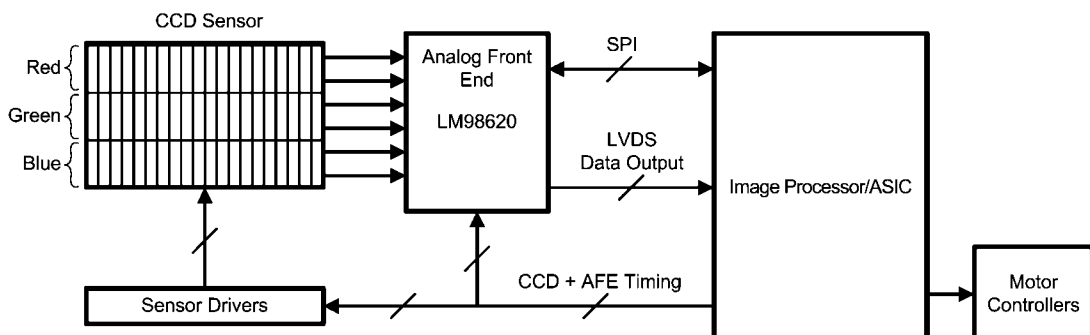 CCD Sensor
Red
Green
Blue
Analog Front
End
LM98620
SPI
LVDS
Data Output
Image Processor/ASIC
CCD + AFE Timing
Sensor Drivers
Motor
Controllers